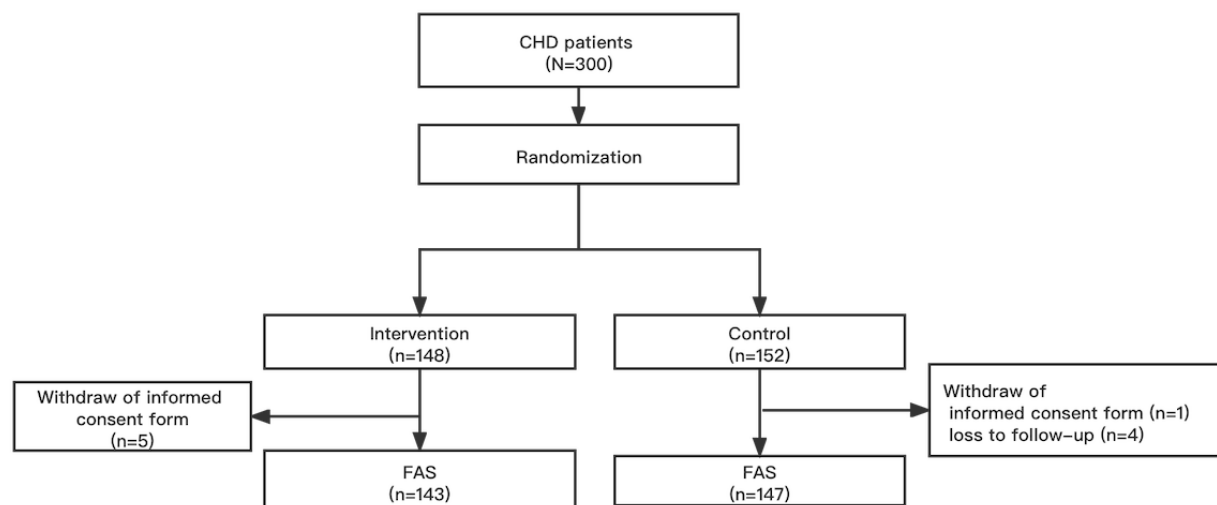 CHD patients
(N=300)
Randomization
Intervention
(n=148)
Control
(n=152)
Withdraw of informed
consent form
(n=5)
Withdraw of
informed consent form (n=1)
loss to follow-up (n=4)
FAS
(n=143)
FAS
(n=147)